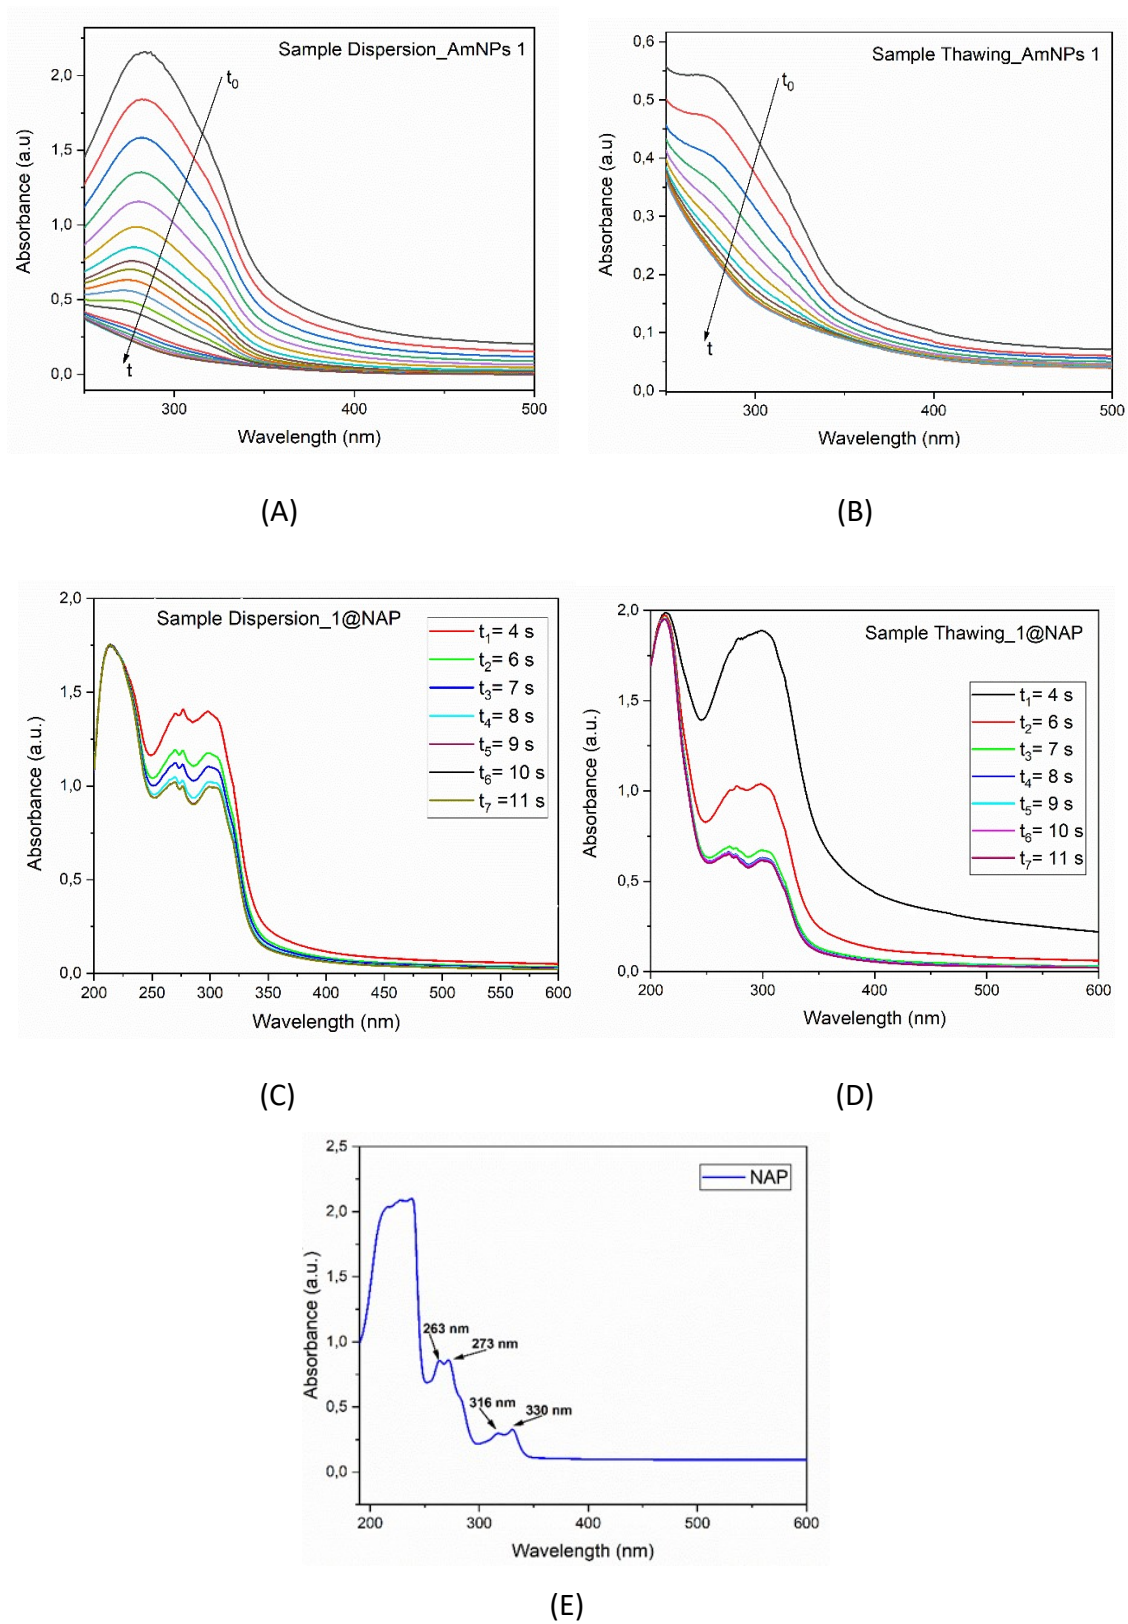 Sample Dispersion_AmNPs 1
t0
t
2,0
1,5
1,0
0,5
0,0
300
400
500
Absorbance (a.u)
Wavelength (nm)
(A)
Sample Thawing_AmNPs 1
t0
t
0,6
0,5
0,4
0,3
0,2
0,1
0,0
300
400
500
Absorbance (a.u)
Wavelength (nm)
(B)
Sample Dispersion_1@NAP
t1= 4 s
t2= 6 s
t3= 7 s
t4= 8 s
t5= 9 s
t6= 10 s
t7 =11 s
2,0
1,5
1,0
0,5
0,0
200 250 300 350 400 450 500 550 600
Absorbance (a.u.)
Wavelength (nm)
(C)
Sample Thawing_1@NAP
t1= 4 s
t2= 6 s
t3= 7 s
t4= 8 s
t5= 9 s
t6= 10 s
t7= 11 s
2,0
1,5
1,0
0,5
0,0
200 300 400 500 600
Absorbance (a.u.)
Wavelength (nm)
(D)
NAP
263 nm
273 nm
316 nm
330 nm
2,5
2,0
1,5
1,0
0,5
0,0
200 300 400 500 600
Absorbance (a.u.)
Wavelength (nm)
(E)